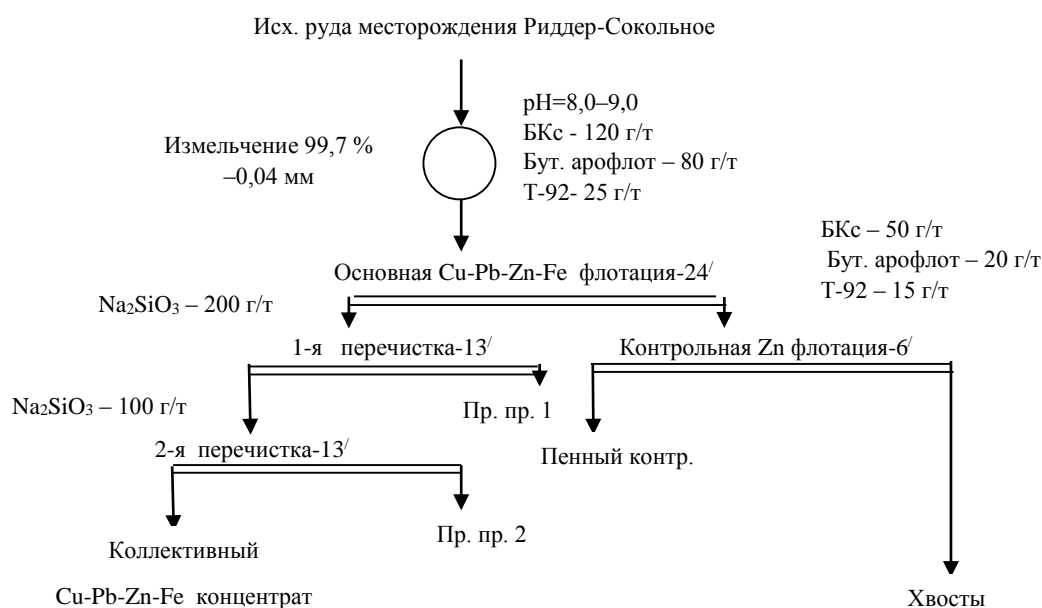 Исх. руда месторождения Риддер-Сокольное
Измельчение 99,7 %
–0,04 мм
pH=8,0–9,0
БКс - 120 г/т
Бут. арофлот – 80 г/т
Т-92- 25 г/т
БКс – 50 г/т
Бут. арофлот – 20 г/т
Т-92 – 15 г/т
Основная Cu-Pb-Zn-Fe флотация-24/
Na2SiO3 – 200 г/т
1-я перечистка-13/
Контрольная Zn флотация-6/
Na2SiO3 – 100 г/т
Пр. пр. 1
2-я перечистка-13/
Пенный контр.
Пр. пр. 2
Коллективный
Cu-Pb-Zn-Fe концентрат
Хвосты